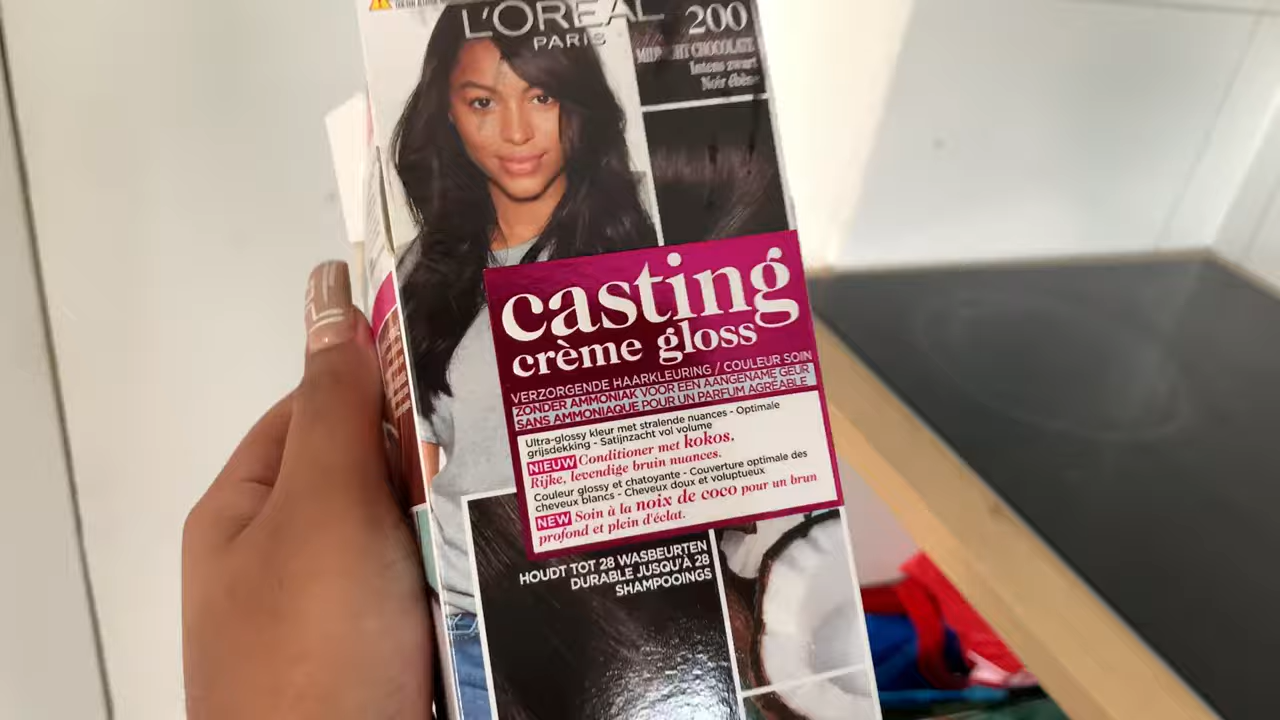 L'ORÉAL
PARIS
200
CHOCOLATE
Intens zwart
Noir ébène
casting
crème gloss
VERZORGENDE HAARKLEURING / COULEUR SOIN
ZONDER AMMONIAK VOOR EEN AANGENAME GEUR
SANS AMMONIAQUE POUR UN PARFUM AGRÉABLE
Ultra-glossy kleur met stralende nuances - Optimale
grijsdekking - Satijnzacht vol volume
NIEUW Conditioner met kokos.
Rijke, levendige bruin nuances.
Couleur glossy et chatoyante - Couverture optimale des
cheveux blancs - Cheveux doux et voluptueux
NEW Soin à la noix de coco pour un brun
profond et plein d'éclat.
HOUDT TOT 28 WASBEURTEN
DURABLE JUSQU'À 28
SHAMPOOINGS